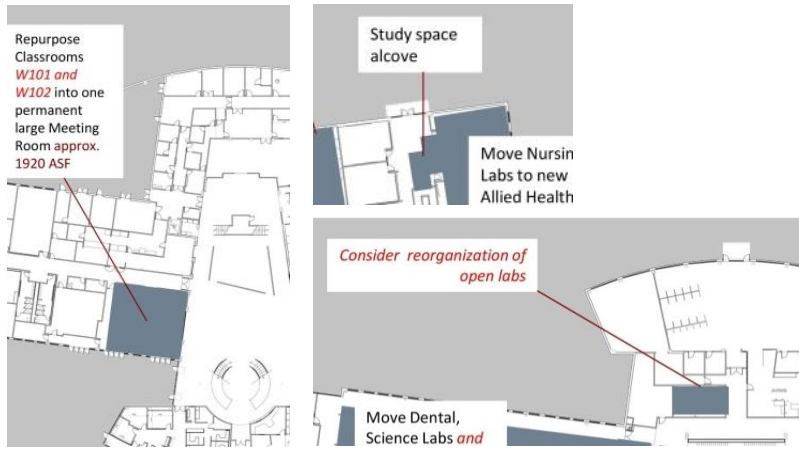 Repurpose
Classrooms
W101 and
W102 into one
permanent
large Meeting
Room approx.
1920 ASF
Study space
alcove
Move Nursin
Labs to new
Allied Health
Consider reorganization of
open labs
Move Dental,
Science Labs and